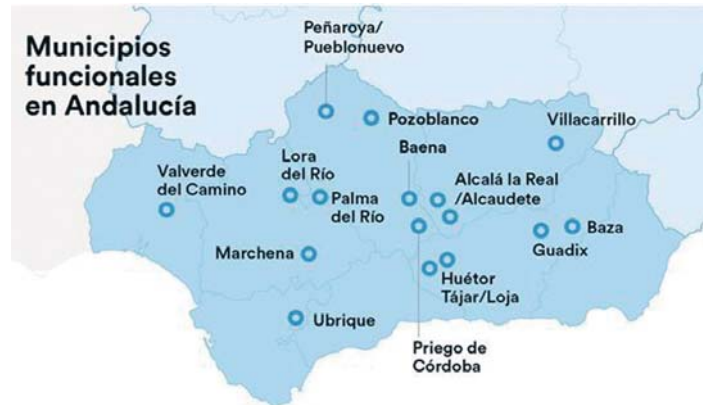 Municipios
funcionales
en Andalucía
Peñaroya/
Pueblonuevo
Pozoblanco
Villacarrillo
Baena
Lora
del Río
Valverde
del Camino
Palma
del Río
Alcalá la Real
/Alcaudete
Baza
Guadix
Marchena
Huétor
Tájar/Loja
Ubrique
Priego de
Córdoba